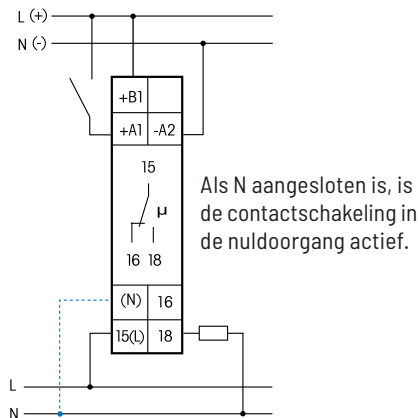 L (+)
N (-)
+B1
+A1 -A2
15
µ
16 18
Als N aangesloten is, is
de contactschakeling in
de nuldoorgang actief.
(N) 16
15(L) 18
L
N